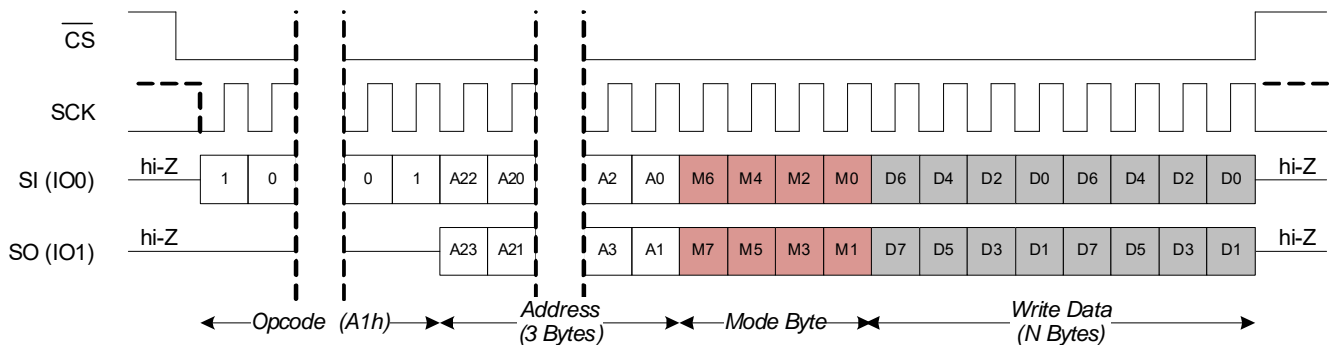 CS
SCK
SI (IO0) hi-Z 1 0 0 1 A22 A20 A2 A0 M6 M4 M2 M0 D6 D4 D2 D0 D6 D4 D2 D0 hi-Z
SO (IO1) hi-Z A23 A21 A3 A1 M7 M5 M3 M1 D7 D5 D3 D1 D7 D5 D3 D1 hi-Z
Opcode (A1h) Address Mode Byte Write Data
(3 Bytes) (N Bytes)